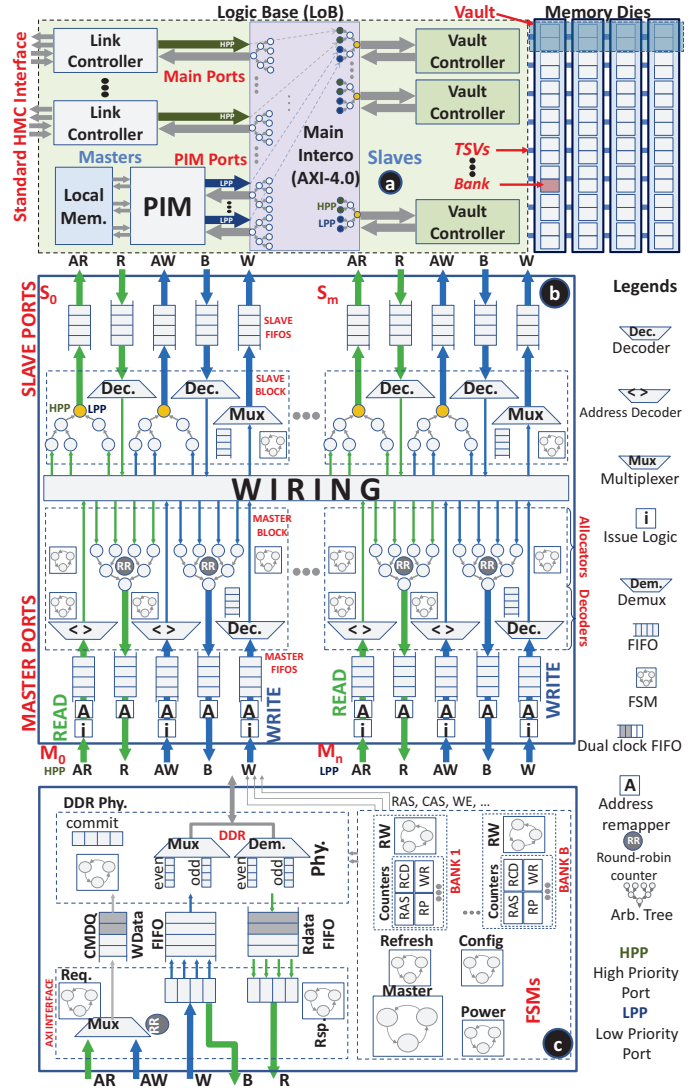 Logic Base (LoB)
Vault
Memory Dies
Standard HMC Interface
Link
Controller
HPP
Main Ports
Link
Controller
HPP
Masters
PIM Ports
Local
Mem.
PIM
LPP
LPP
Main
Interco
(AXI-4.0)
Slaves
a
HPP
LPP
Vault
Controller
Vault
Controller
Vault
Controller
TSVs
Bank
AR R AW B W AR R AW B W
SLAVE PORTS
S0
Sm
b
SLAVE
FIFOS
SLAVE
BLOCK
HPP
LPP
Dec.
Dec.
Mux
Dec.
Dec.
Mux
WIRING
MASTER PORTS
MASTER
BLOCK
RR
RR
RR
RR
Allocators
Decoders
< >
< >
Dec.
< >
< >
Dec.
MASTER
FIFOS
READ
WRITE
READ
WRITE
A A A A A
i i i
A A A A A
i i i
M0
HPP
AR R AW B W
Mn
LPP
AR R AW B W
Legends
Dec.
Decoder
< >
Address Decoder
Mux
Multiplexer
i
Issue Logic
Dem.
Demux
FIFO
FSM
Dual clock FIFO
A
Address
remapper
RR
Round-robin
counter
Arb. Tree
HPP
High Priority
Port
LPP
Low Priority
Port
DDR Phy.
commit
DDR
Mux
Dem.
even
odd
even
odd
Phy.
CMDQ
WData
FIFO
Rdata
FIFO
AXI INTERFACE
Req.
Mux
RR
Rsp.
AR AW W B R
RAS, CAS, WE, ...
RW
Counters
RCD WR
RAS RP
BANK 1
RW
Counters
RCD WR
RAS RP
BANK B
Refresh
Config
Master
Power
FSMs
c